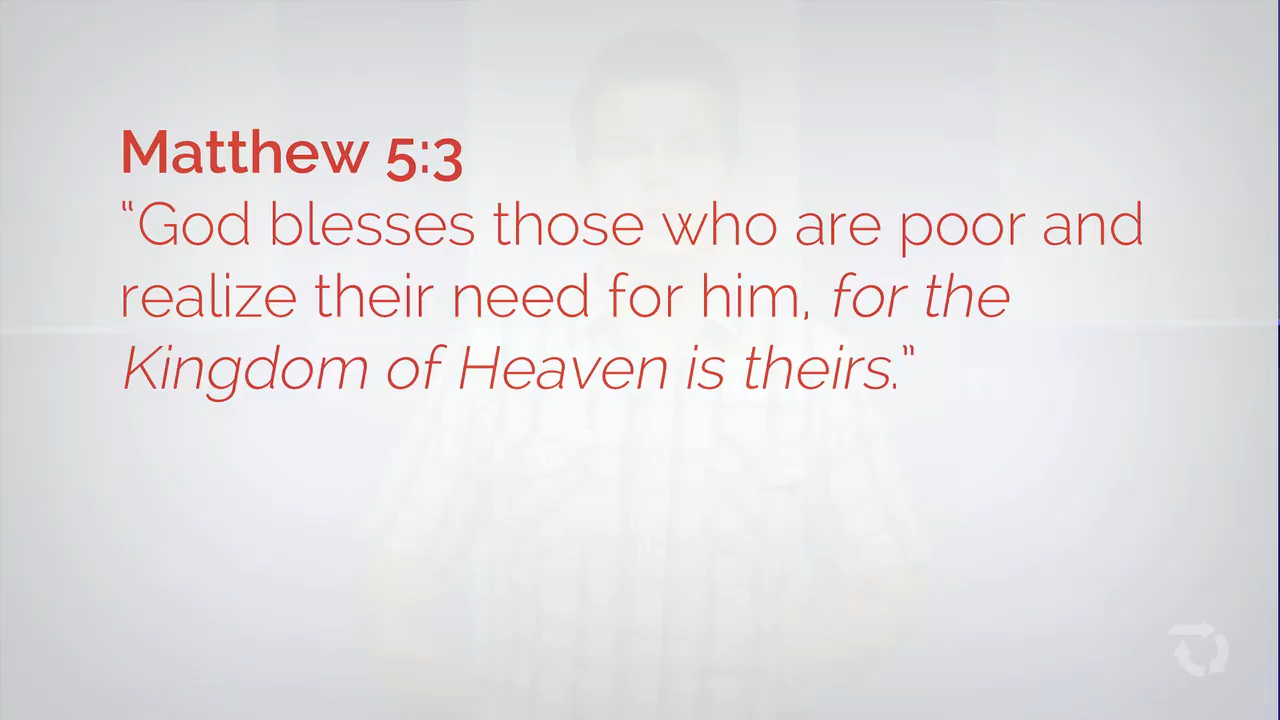 Matthew 5:3
“God blesses those who are poor and
realize their need for him, for the
Kingdom of Heaven is theirs.”